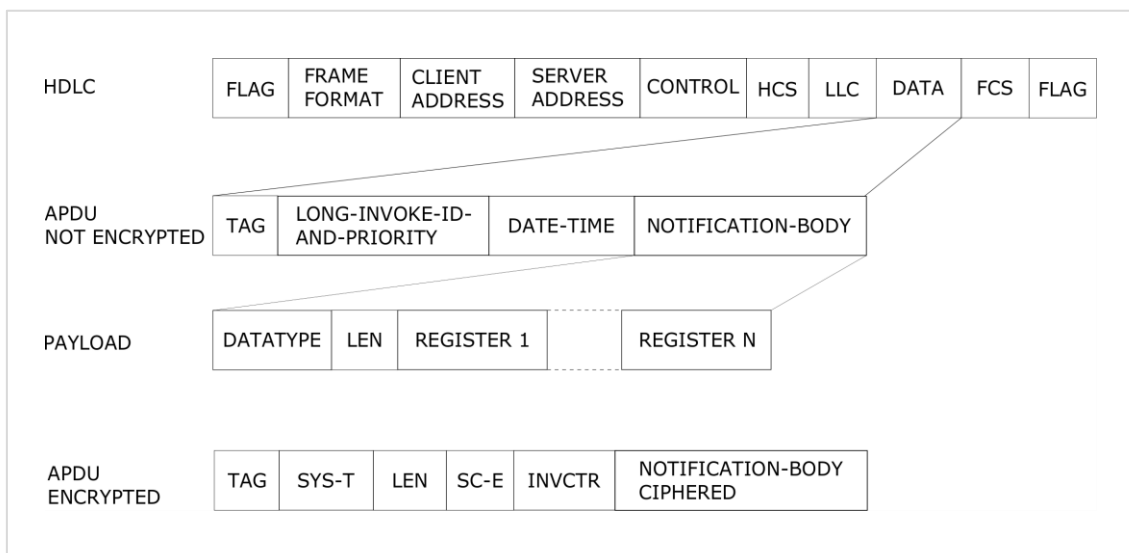 HDLC
FLAG
FRAME
FORMAT
CLIENT
ADDRESS
SERVER
ADDRESS
CONTROL
HCS
LLC
DATA
FCS
FLAG
APDU
NOT ENCRYPTED
TAG
LONG-INVOKE-ID-
AND-PRIORITY
DATE-TIME
NOTIFICATION-BODY
PAYLOAD
DATATYPE
LEN
REGISTER 1
REGISTER N
APDU
ENCRYPTED
TAG
SYS-T
LEN
SC-E
INVCTR
NOTIFICATION-BODY
CIPHERED